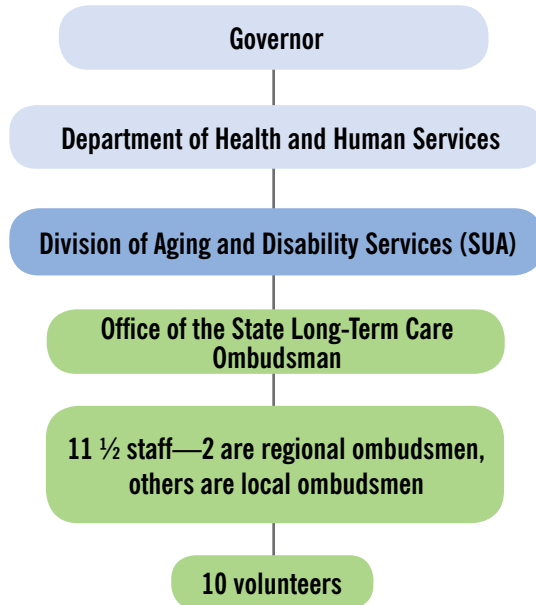 Governor
Department of Health and Human Services
Division of Aging and Disability Services (SUA)
Office of the State Long-Term Care
Ombudsman
11 ½ staff—2 are regional ombudsmen,
others are local ombudsmen
10 volunteers